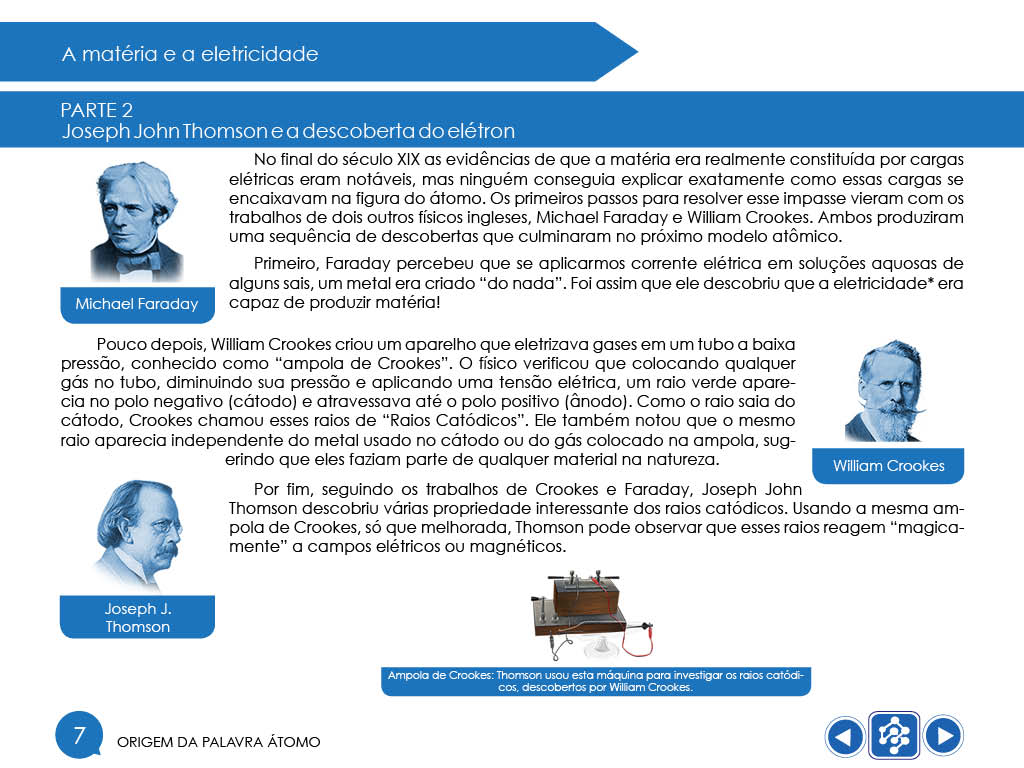 A matéria e a eletricidade
PARTE 2
Joseph John Thomson e a descoberta do elétron
No final do século XIX as evidências de que a matéria era realmente constituída por cargas
elétricas eram notáveis, mas ninguém conseguia explicar exatamente como essas cargas se
encaixavam na figura do átomo. Os primeiros passos para resolver esse impasse vieram com os
trabalhos de dois outros físicos ingleses, Michael Faraday e William Crookes. Ambos produziram
uma sequência de descobertas que culminaram no próximo modelo atômico.
Primeiro, Faraday percebeu que se aplicarmos corrente elétrica em soluções aquosas de
alguns sais, um metal era criado “do nada”. Foi assim que ele descobriu que a eletricidade* era
capaz de produzir matéria!
Michael Faraday
Pouco depois, William Crookes criou um aparelho que eletrizava gases em um tubo a baixa
pressão, conhecido como “ampola de Crookes”. O físico verificou que colocando qualquer
gás no tubo, diminuindo sua pressão e aplicando uma tensão elétrica, um raio verde apare-
cia no polo negativo (cátodo) e atravessava até o polo positivo (ânodo). Como o raio saia do
cátodo, Crookes chamou esses raios de “Raios Catódicos”. Ele também notou que o mesmo
raio aparecia independente do metal usado no cátodo ou do gás colocado na ampola, sug-
erindo que eles faziam parte de qualquer material na natureza.
William Crookes
Por fim, seguindo os trabalhos de Crookes e Faraday, Joseph John
Thomson descobriu várias propriedade interessante dos raios catódicos. Usando a mesma am-
pola de Crookes, só que melhorada, Thomson pode observar que esses raios reagem “magica-
mente” a campos elétricos ou magnéticos.
Joseph J.
Thomson
Ampola de Crookes: Thomson usou esta máquina para investigar os raios catódi-
cos, descobertos por William Crookes.
7
ORIGEM DA PALAVRA ÁTOMO